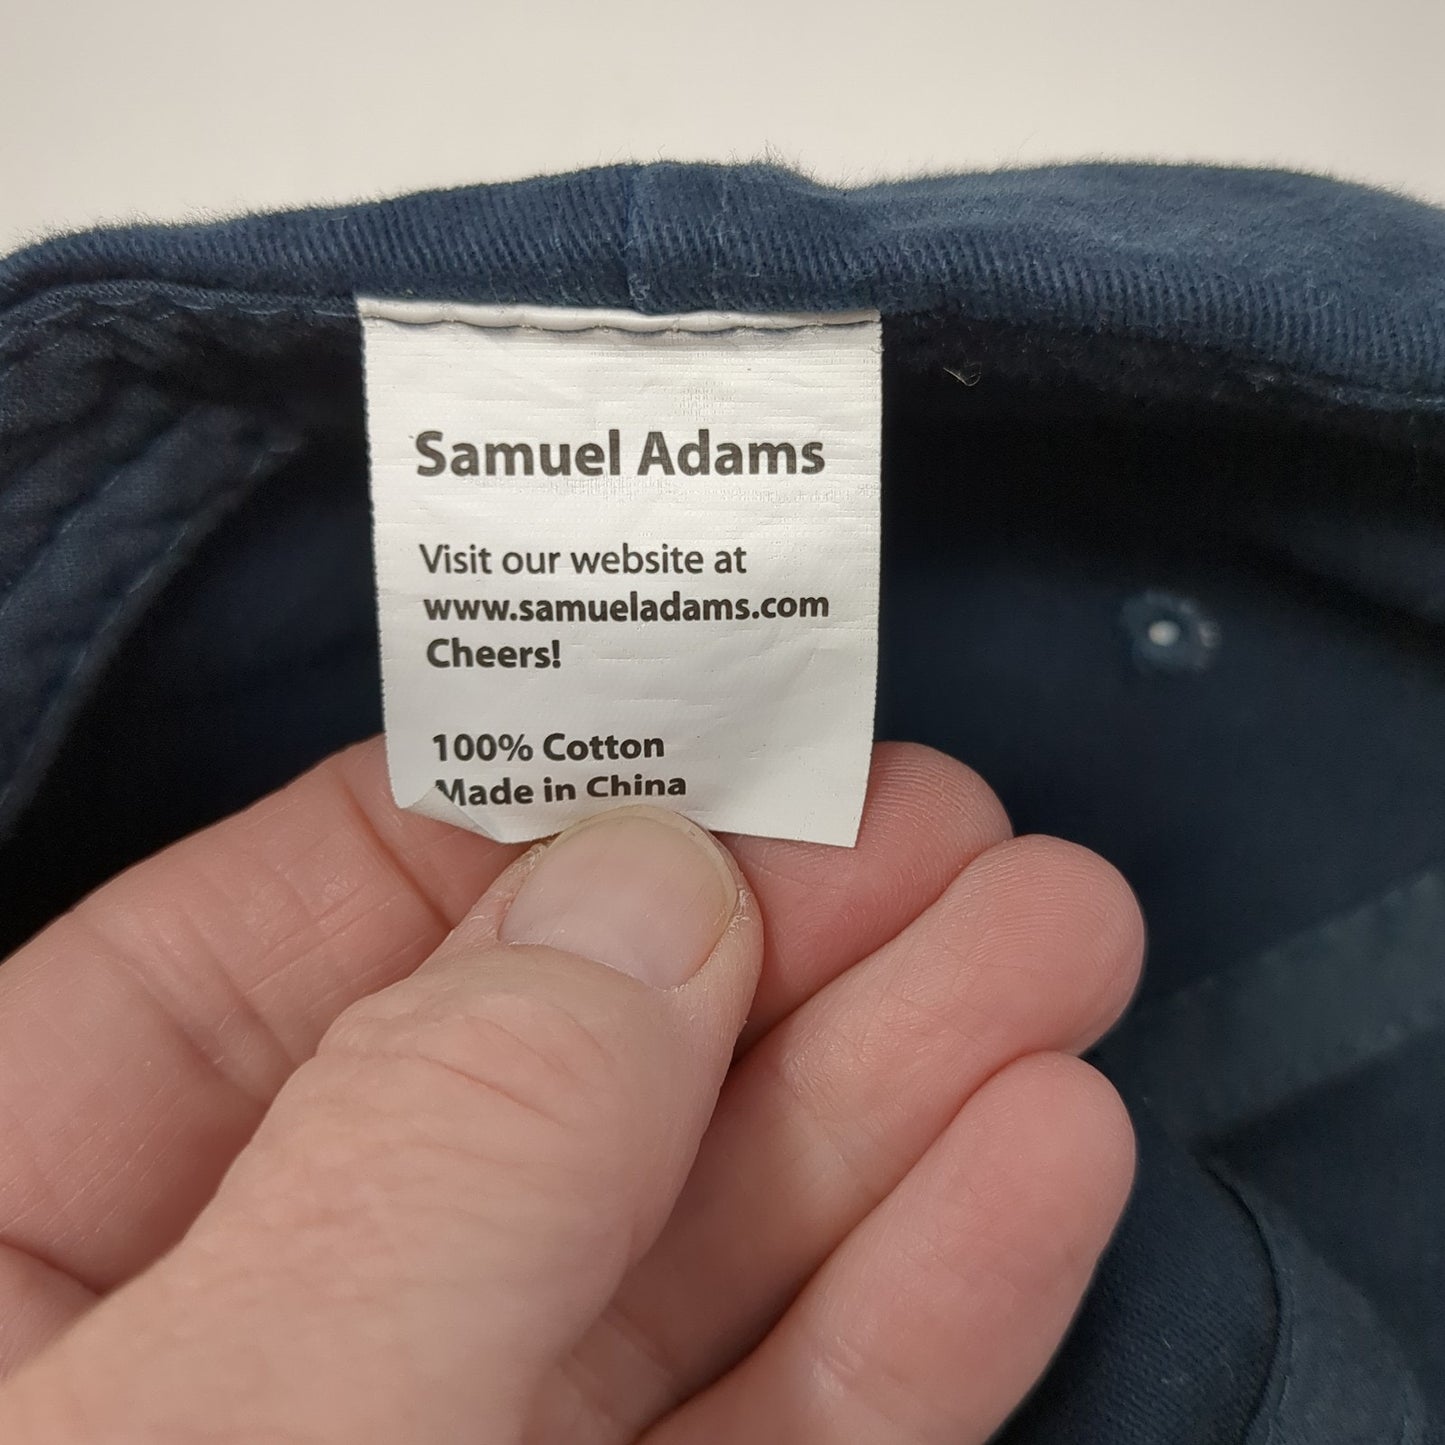 Samuel Adams
Visit our website at
www.samueladams.com
Cheers!
100% Cotton
Made in China